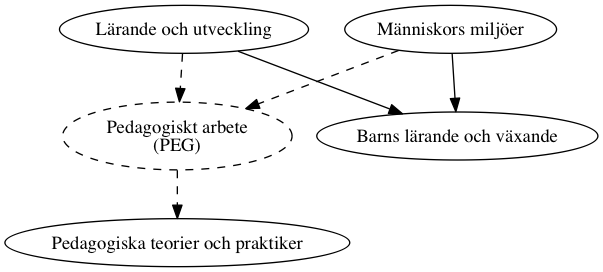 Lärande och utveckling
Människors miljöer
Pedagogiskt arbete
(PEG)
Barns lärande och växande
Pedagogiska teorier och praktiker